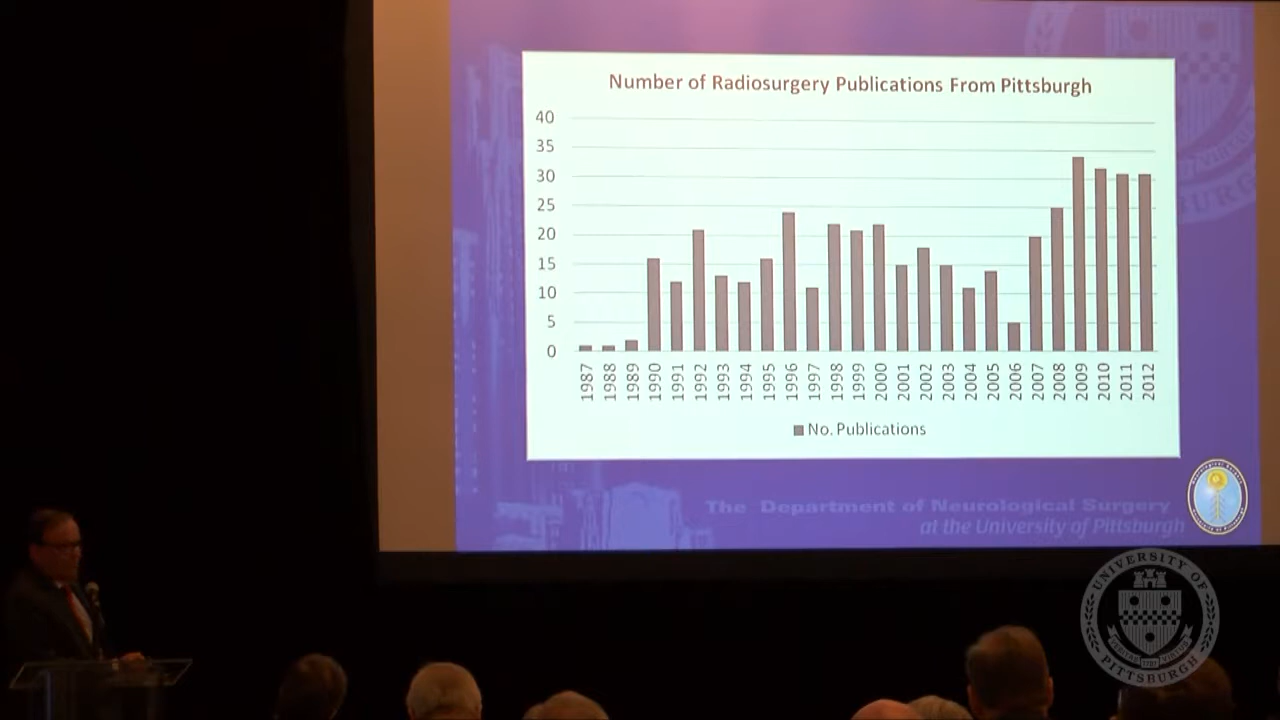 Number of Radiosurgery Publications From Pittsburgh
40
35
30
25
20
15
10
5
0
1987 1988 1989 1990 1991 1992 1993 1994 1995 1996 1997 1998 1999 2000 2001 2002 2003 2004 2005 2006 2007 2008 2009 2010 2011 2012
No. Publications
The Department of Neurological Surgery
at the University of Pittsburgh
UNIVERSITY OF
PITTSBURGH